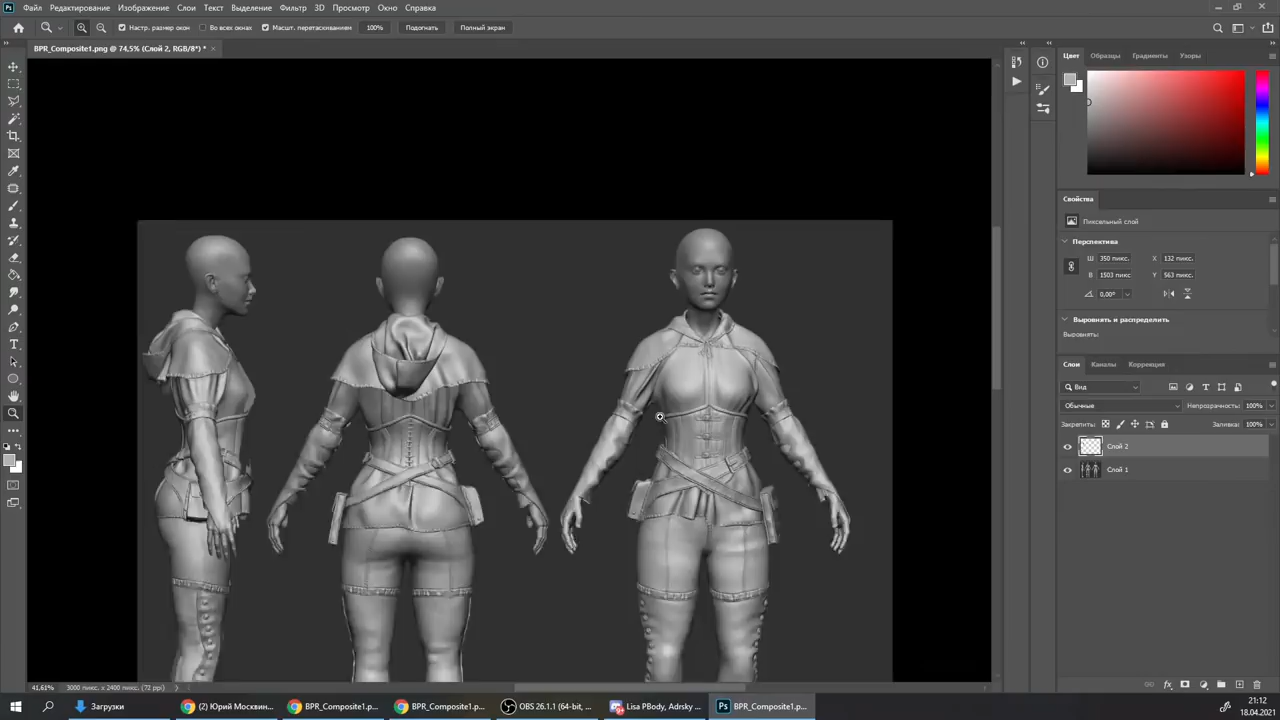 Файл Редактирование Изображение Слои Текст Выделение Фильтр 3D Просмотр Окно Справка
Настр. размер окон Во всех окнах Масшт. перетаскиванием 100% Подогнать Полный экран
BPR_Composite1.png @ 74,5% (Слой 2, RGB/8*) *
Цвет Образцы Градиенты Узоры
Свойства
Пиксельный слой
Перспектива
Ш 350 пикс. X 132 пикс.
В 1503 пикс. Y 563 пикс.
0,00°
Выровнять и распределить
Выровнять:
Слои Каналы Коррекция
Вид
Обычные Непрозрачность: 100%
Закрепить: Заливка: 100%
Слой 2
Слой 1
41,61% 3000 пикс. x 2400 пикс. (72 ppi)
Загрузки (2) Юрий Москвин... BPR_Composite1.p... BPR_Composite1.p... OBS 26.1.1 (64-bit, ... Lisa PBody, Adrsky ... BPR_Composite1.p...
21:12
18.04.2021